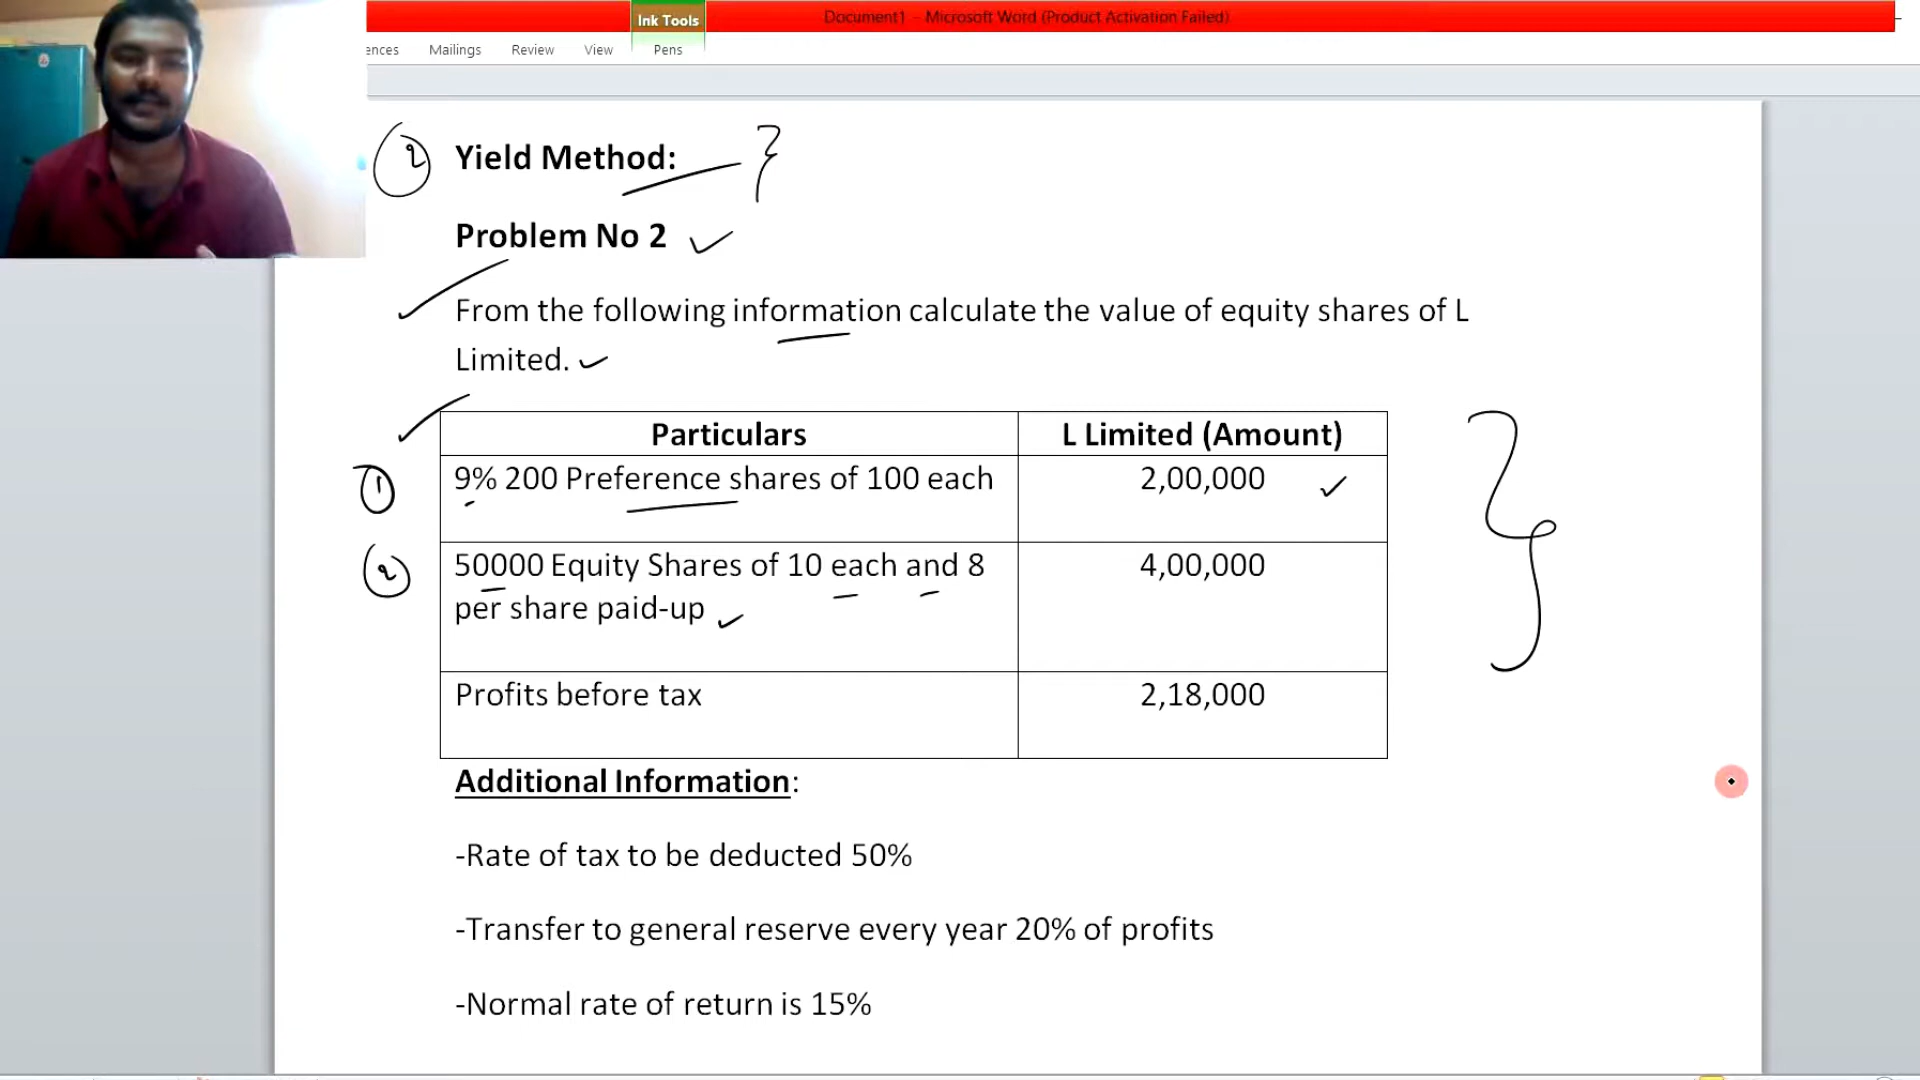 Ink Tools
Document1 - Microsoft Word (Product Activation Failed)
ences Mailings Review View Pens
2 Yield Method:
Problem No 2
From the following information calculate the value of equity shares of L
Limited.
Particulars L Limited (Amount)
1 9% 200 Preference shares of 100 each 2,00,000
2 50000 Equity Shares of 10 each and 8 4,00,000
per share paid-up
Profits before tax 2,18,000
Additional Information:
-Rate of tax to be deducted 50%
-Transfer to general reserve every year 20% of profits
-Normal rate of return is 15%